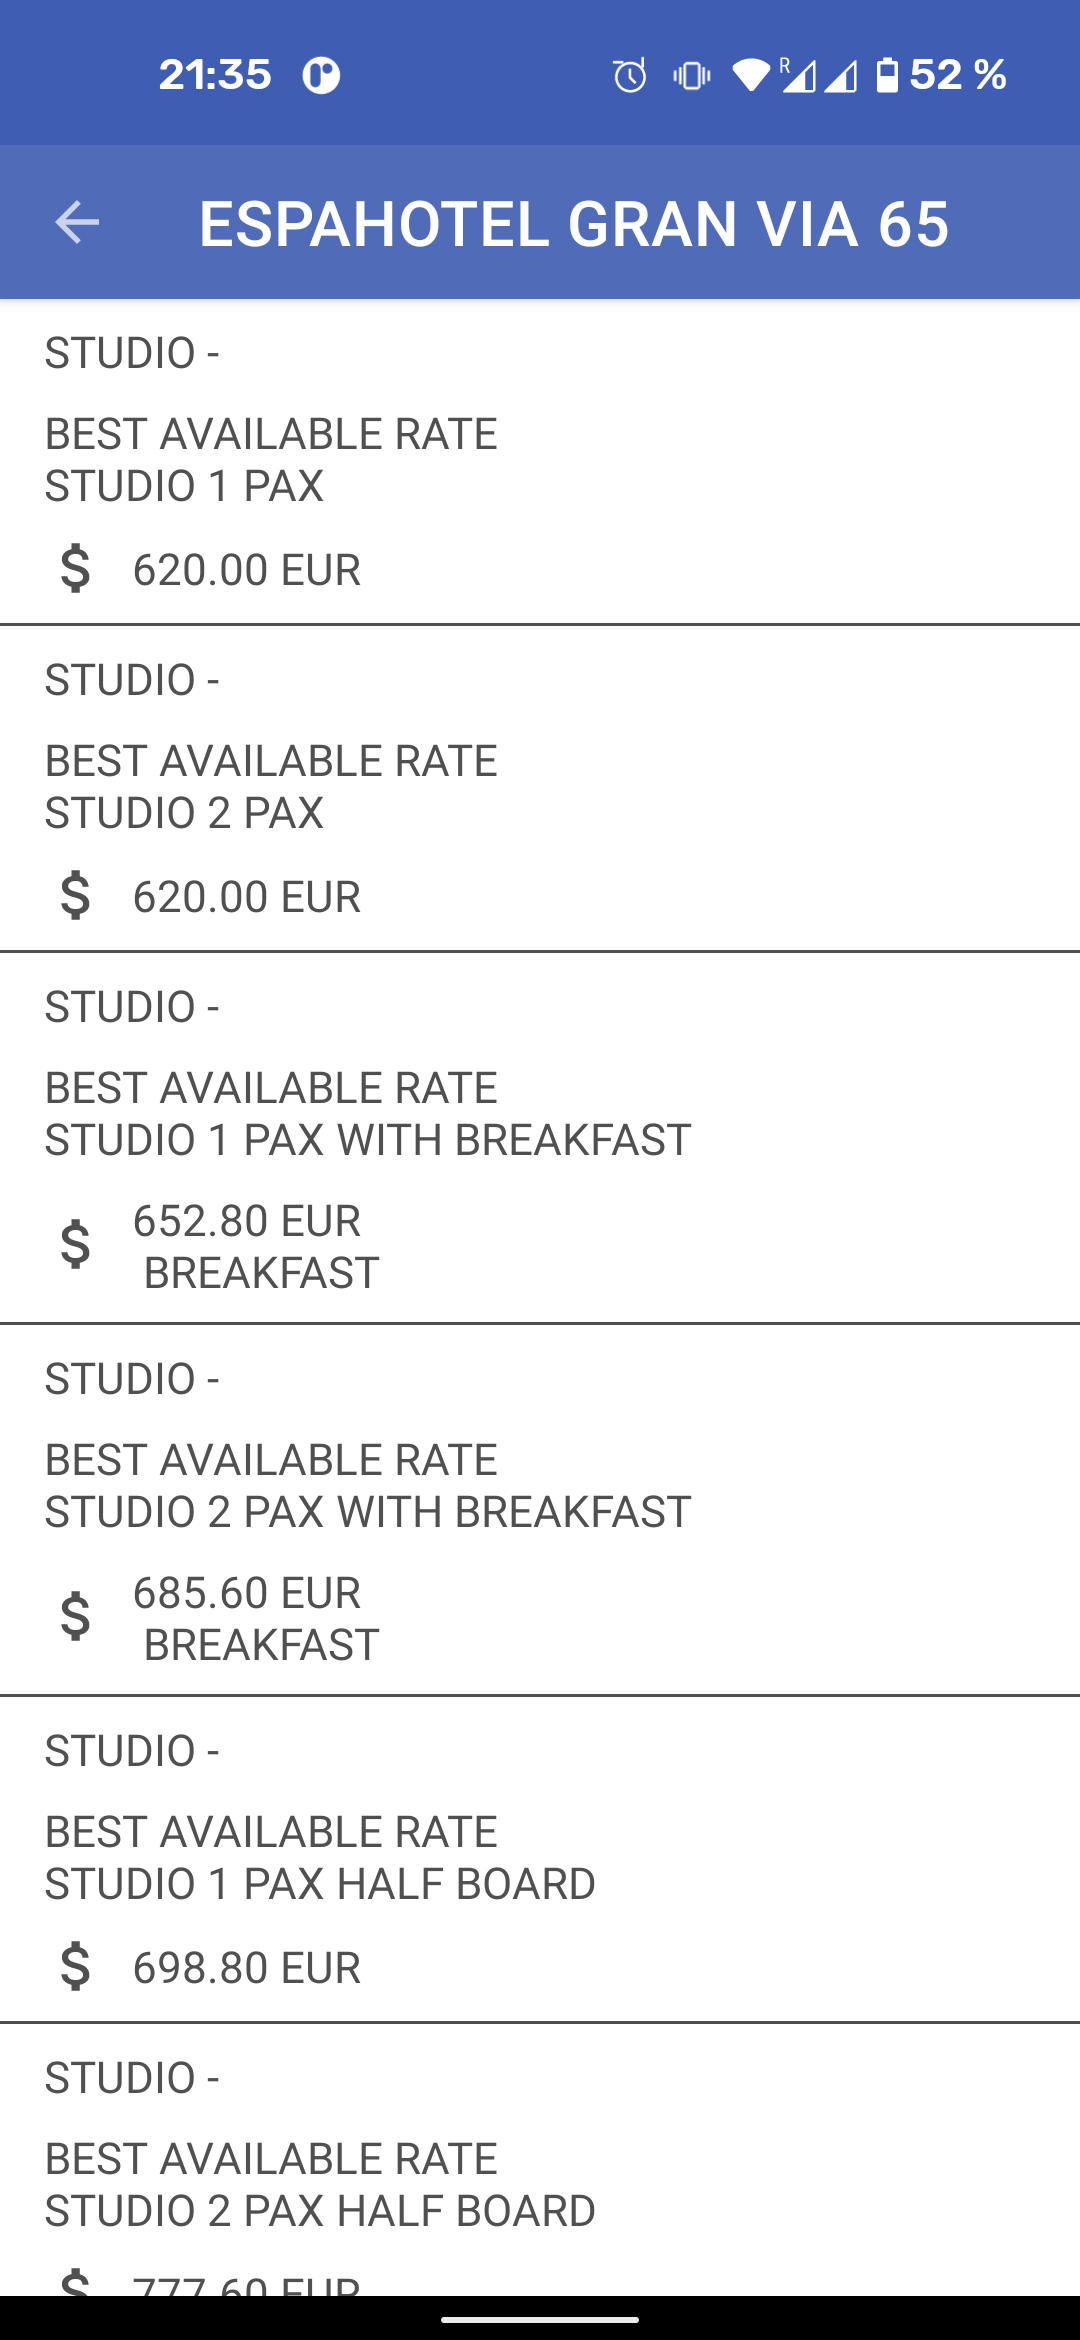 21:35
R
52 %
ESPAHOTEL GRAN VIA 65
STUDIO -
BEST AVAILABLE RATE
STUDIO 1 PAX
$ 620.00 EUR
STUDIO -
BEST AVAILABLE RATE
STUDIO 2 PAX
$ 620.00 EUR
STUDIO -
BEST AVAILABLE RATE
STUDIO 1 PAX WITH BREAKFAST
$ 652.80 EUR
BREAKFAST
STUDIO -
BEST AVAILABLE RATE
STUDIO 2 PAX WITH BREAKFAST
$ 685.60 EUR
BREAKFAST
STUDIO -
BEST AVAILABLE RATE
STUDIO 1 PAX HALF BOARD
$ 698.80 EUR
STUDIO -
BEST AVAILABLE RATE
STUDIO 2 PAX HALF BOARD
$ 777.60 EUR